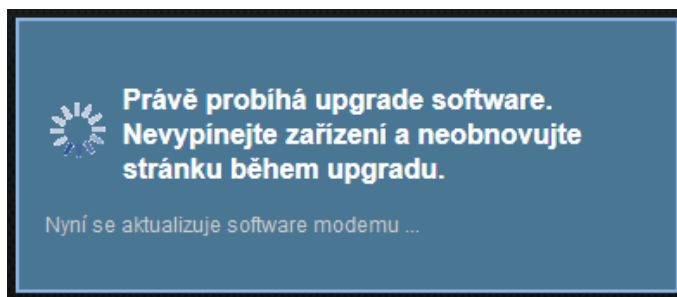 Právě probíhá upgrade software.
Nevypínejte zařízení a neobnovujte
stránku během upgradu.
Nyní se aktualizuje software modemu ...